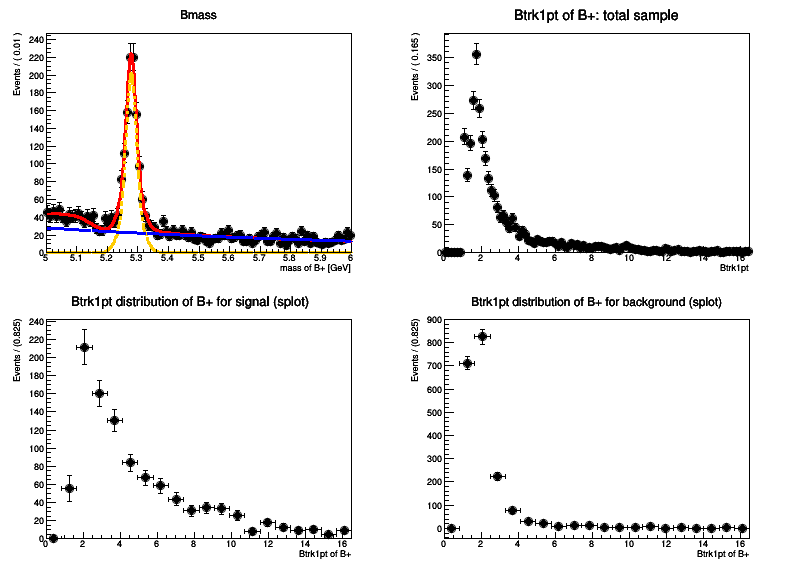 Bmass
Events / ( 0.01 )
240
220
200
180
160
140
120
100
80
60
40
20
0
5 5.1 5.2 5.3 5.4 5.5 5.6 5.7 5.8 5.9 6
mass of B+ [GeV]
Btrk1pt of B+: total sample
Events / ( 0.165 )
350
300
250
200
150
100
50
0
0 2 4 6 8 10 12 14 16
Btrk1pt
Btrk1pt distribution of B+ for signal (splot)
Events / (0.825)
240
220
200
180
160
140
120
100
80
60
40
20
0
0 2 4 6 8 10 12 14 16
Btrk1pt of B+
Btrk1pt distribution of B+ for background (splot)
Events / (0.825)
900
800
700
600
500
400
300
200
100
0
0 2 4 6 8 10 12 14 16
Btrk1pt of B+